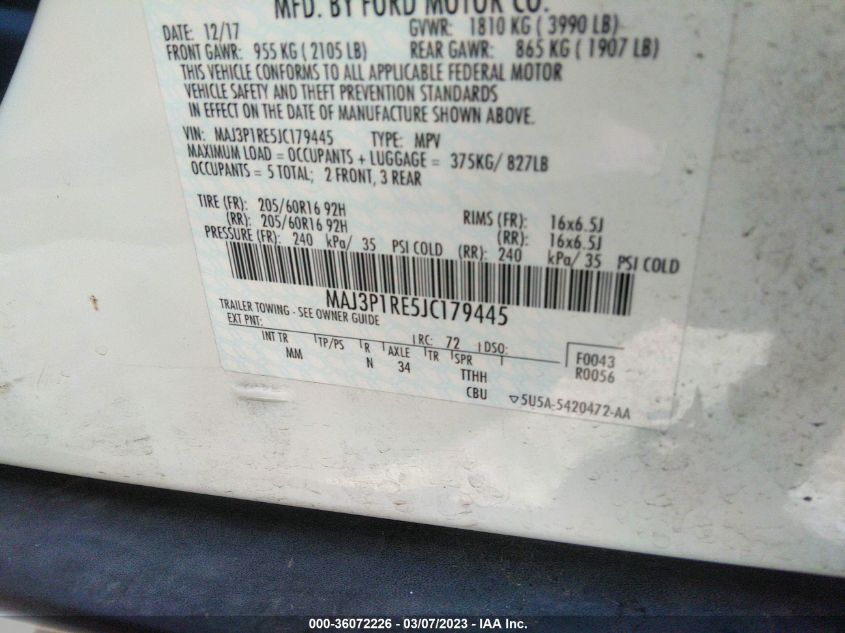 MFD. BY FORD MOTOR CO.
DATE: 12/17 GVWR: 1810 KG ( 3990 LB)
FRONT GAWR: 955 KG ( 2105 LB) REAR GAWR: 865 KG ( 1907 LB)
THIS VEHICLE CONFORMS TO ALL APPLICABLE FEDERAL MOTOR
VEHICLE SAFETY AND THEFT PREVENTION STANDARDS
IN EFFECT ON THE DATE OF MANUFACTURE SHOWN ABOVE.
VIN: MAJ3P1RE5JC179445 TYPE: MPV
MAXIMUM LOAD = OCCUPANTS + LUGGAGE = 375KG/ 827LB
OCCUPANTS = 5 TOTAL; 2 FRONT, 3 REAR
TIRE (FR): 205/60R16 92H RIMS (FR): 16x6.5J
(RR): 205/60R16 92H (RR): 16x6.5J
PRESSURE (FR): 240 kPa/ 35 PSI COLD (RR): 240 kPa/ 35 PSI COLD
MAJ3P1RE5JC179445
TRAILER TOWING - SEE OWNER GUIDE
EXT PNT: RC: 72 DSO: F0043
INT TR TP/PS R AXLE TR SPR R0056
MM N 34 TTHH
CBU 5U5A-5420472-AA
000-36072226 - 03/07/2023 - IAA Inc.